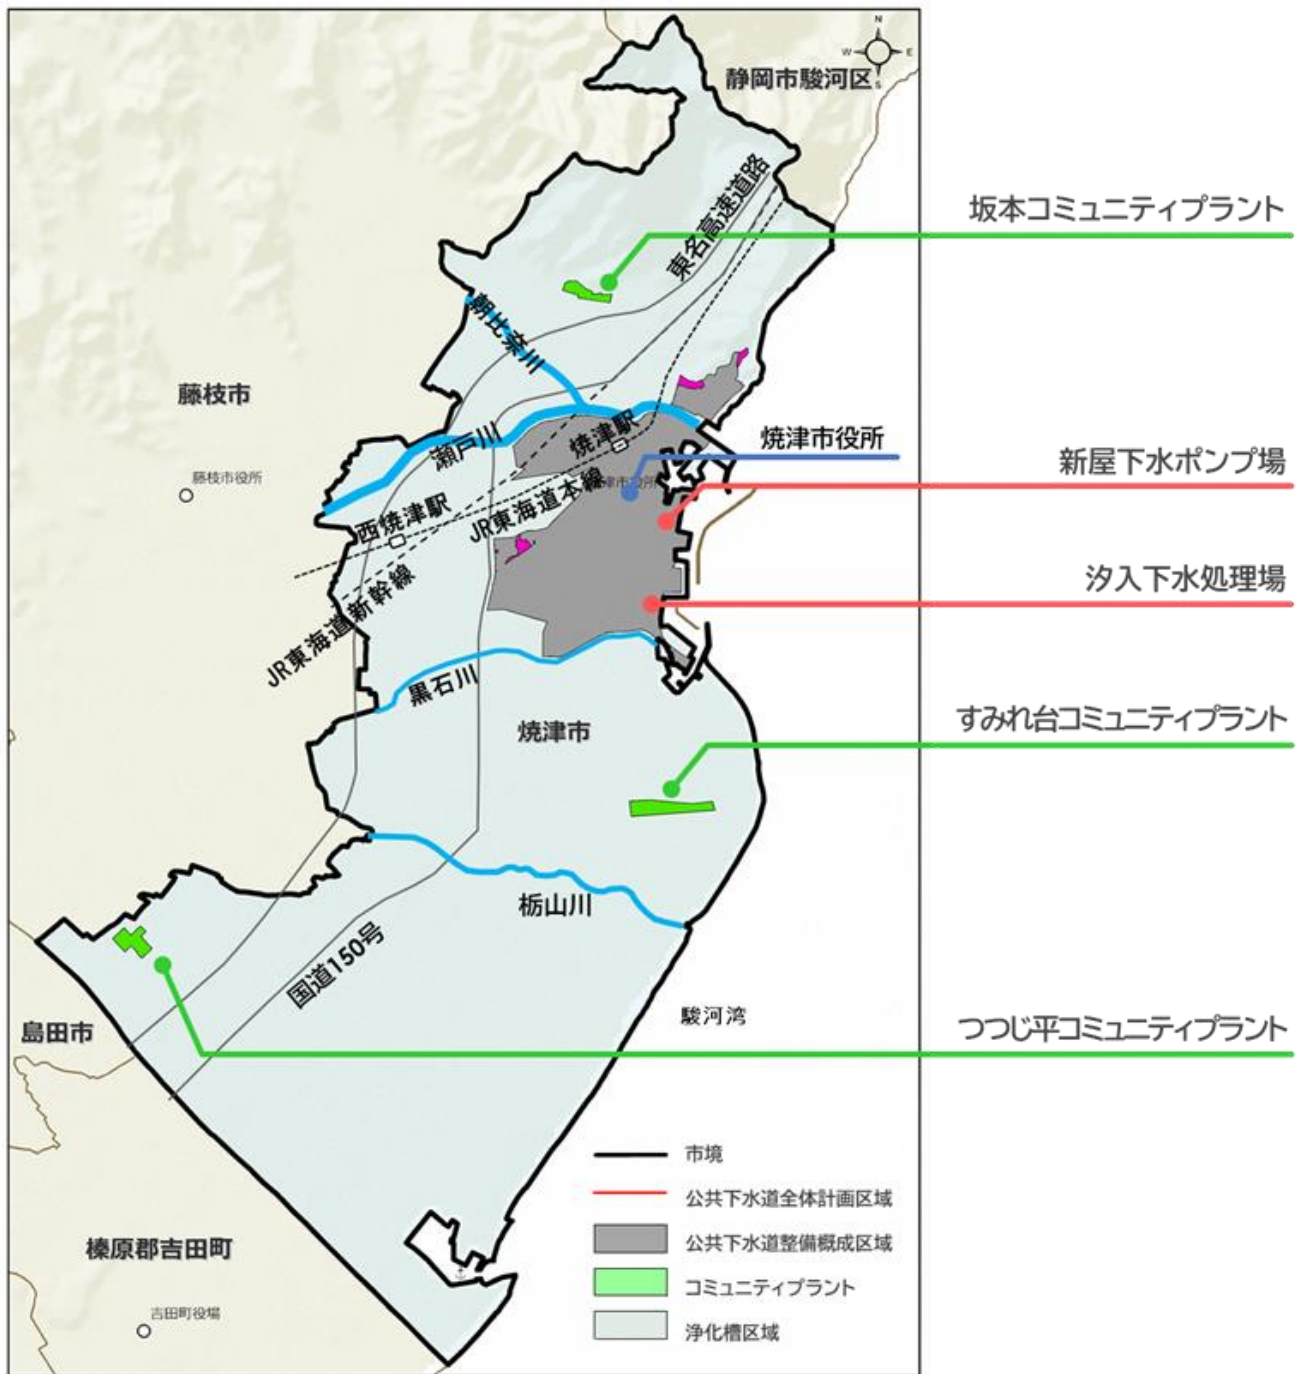 N
W
E
S
静岡市駿河区
東名高速道路
坂本コミュニティプラント
朝比奈川
藤枝市
瀬戸川
焼津駅
焼津市役所
藤枝市役所
新屋下水ポンプ場
西焼津駅
JR東海道本線
汐入下水処理場
JR東海道新幹線
黒石川
焼津市
すみれ台コミュニティプラント
栃山川
国道150号
駿河湾
島田市
つつじ平コミュニティプラント
市境
公共下水道全体計画区域
公共下水道整備概成区域
コミュニティプラント
浄化槽区域
榛原郡吉田町
吉田町役場